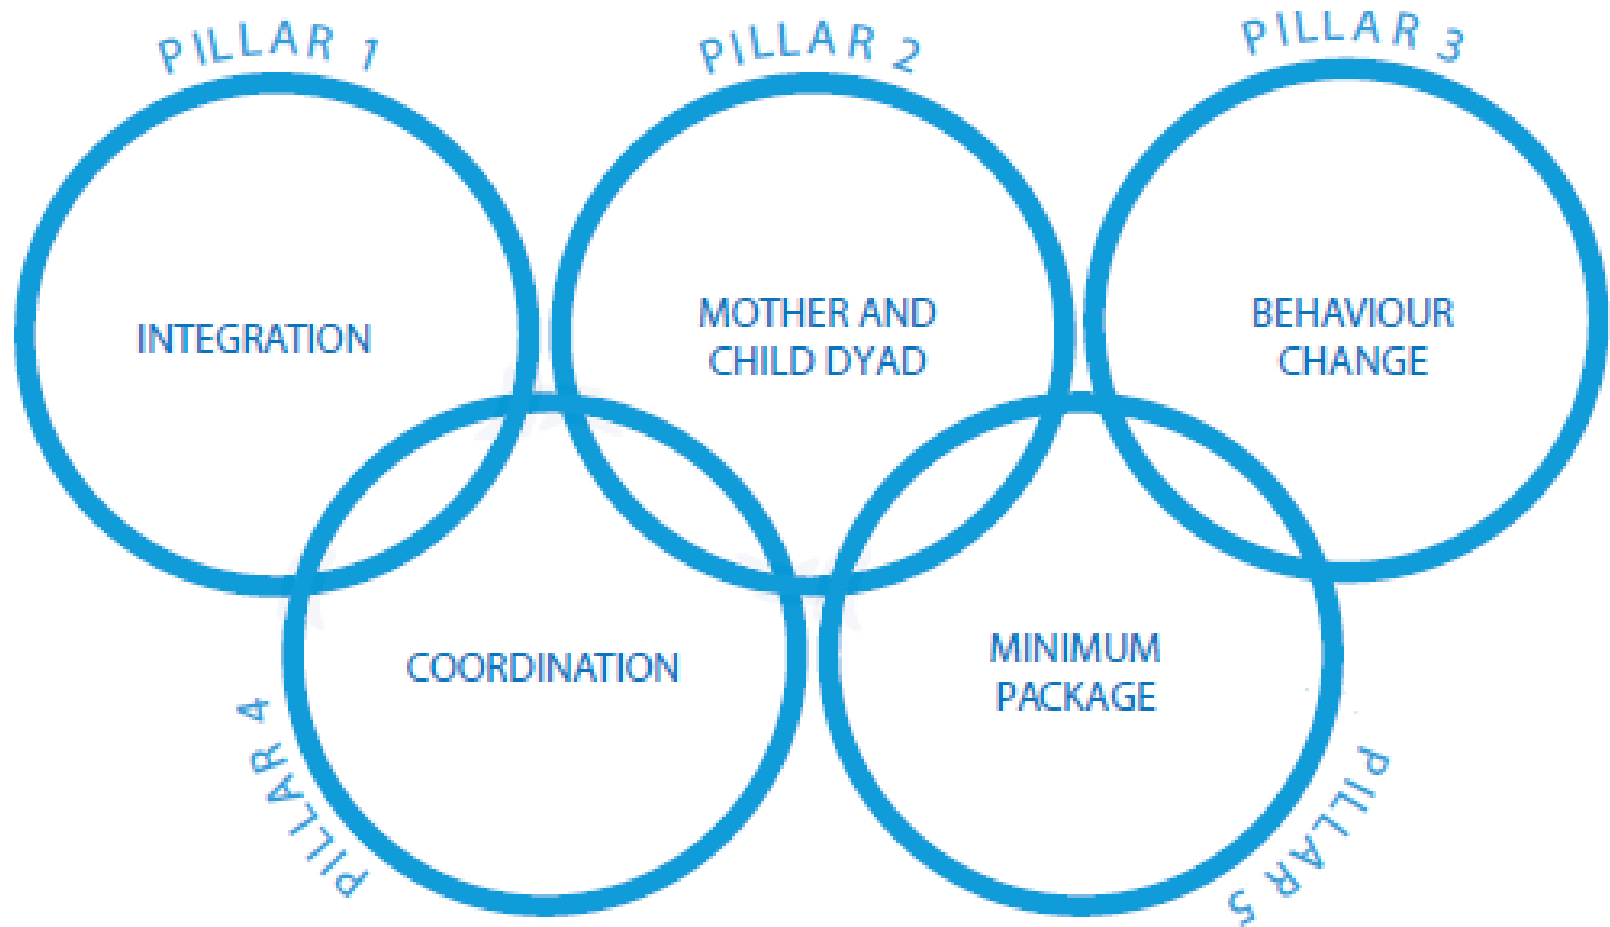 PILLAR 1
INTEGRATION
PILLAR 2
MOTHER AND
CHILD DYAD
PILLAR 3
BEHAVIOUR
CHANGE
PILLAR 4
COORDINATION
PILLAR 5
MINIMUM
PACKAGE